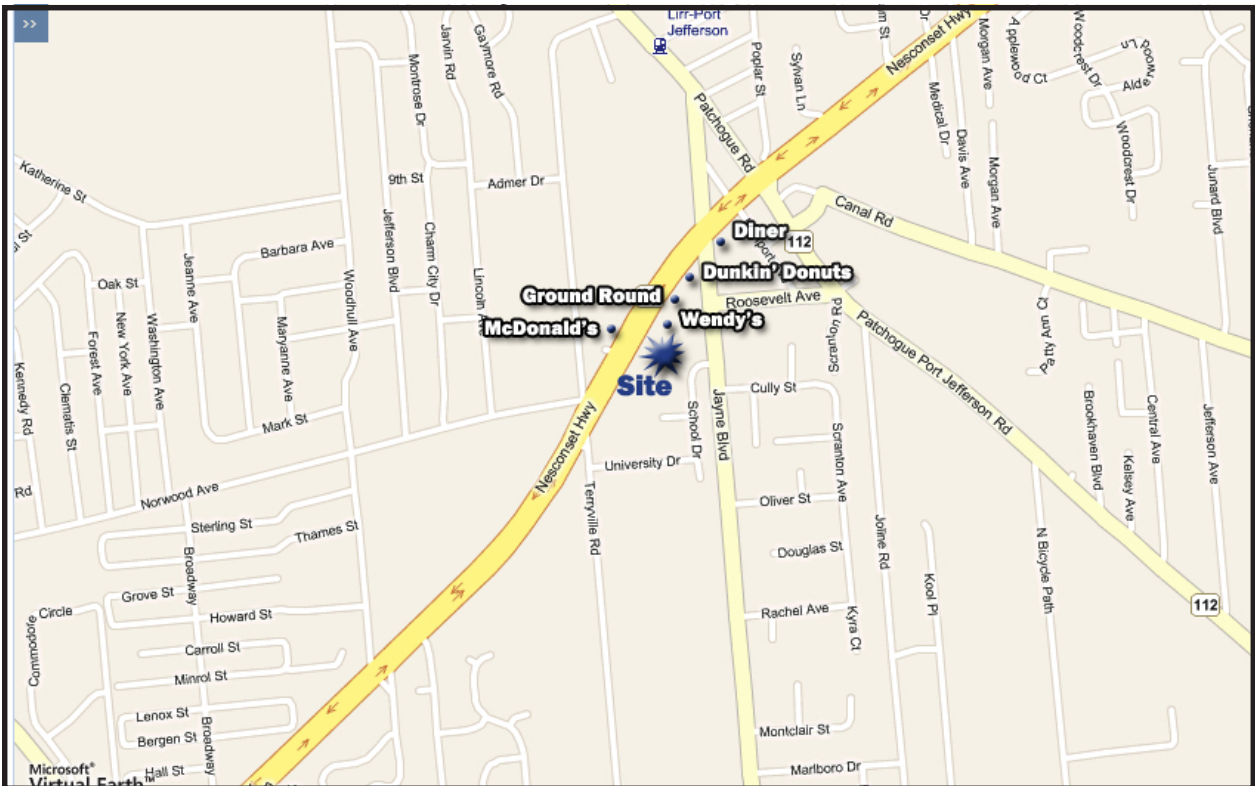 >>
Lirr-Port
Jefferson
Nesconset Hwy
Morgan Ave
Applewood Ct
Woodcrest Dr
Jarvin Rd
Gaymore Rd
Montrose Dr
Poplar St
Sylvan Ln
Patchogue Rd
Medical Dr
Davis Ave
Morgan Ave
Woodcrest Dr
Junard Blvd
Katherine St
9th St
Admer Dr
Canal Rd
Jefferson Blvd
Charm City Dr
Diner
112
Barbara Ave
Jeanne Ave
Dunkin' Donuts
Oak St
Woodhull Ave
Lincoln
Ground Round
Roosevelt Ave
McDonald's
Wendy's
Scranton Rd
Patchogue Port Jefferson Rd
Forest Ave
New York Ave
Washington Ave
Maryanne Ave
Site
Kennedy Rd
Clematis St
Mark St
Cully St
School Dr
Jayne Blvd
Nesconset Hwy
Brookhaven Blvd
Central Ave
Jefferson Ave
Scranton Ave
Kelsey Ave
University Dr
Rd
Norwood Ave
Terryville Rd
Oliver St
Sterling St
Thames St
Joline Rd
N Bicycle Path
Douglas St
Broadway
Grove St
Kool Pl
112
Circle
Howard St
Rachel Ave
Kyra Ct
Commodore
Carroll St
Minrol St
Lenox St
Bergen St
Broadway
Montclair St
Hall St
Marlboro Dr
Microsoft®
Virtual Earth™